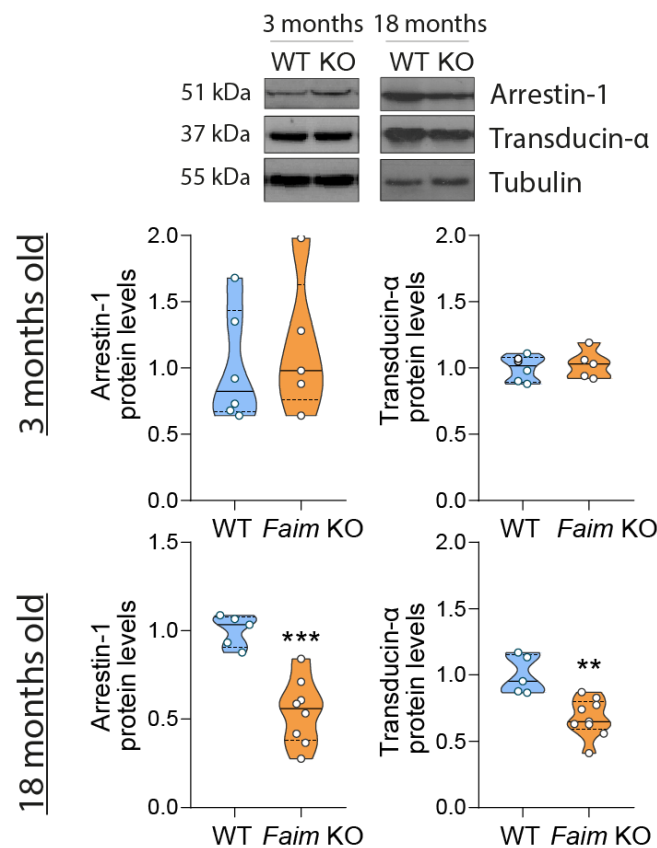 3 months 18 months
WT KO WT KO
51 kDa Arrestin-1
37 kDa Transducin-α
55 kDa Tubulin
3 months old
Arrestin-1
protein levels
2.0
1.5
1.0
0.5
0.0
WT Faim KO
Transducin-α
protein levels
2.0
1.5
1.0
0.5
0.0
WT Faim KO
18 months old
Arrestin-1
protein levels
1.5
1.0
0.5
0.0
***
WT Faim KO
Transducin-α
protein levels
2.0
1.5
1.0
0.5
0.0
**
WT Faim KO